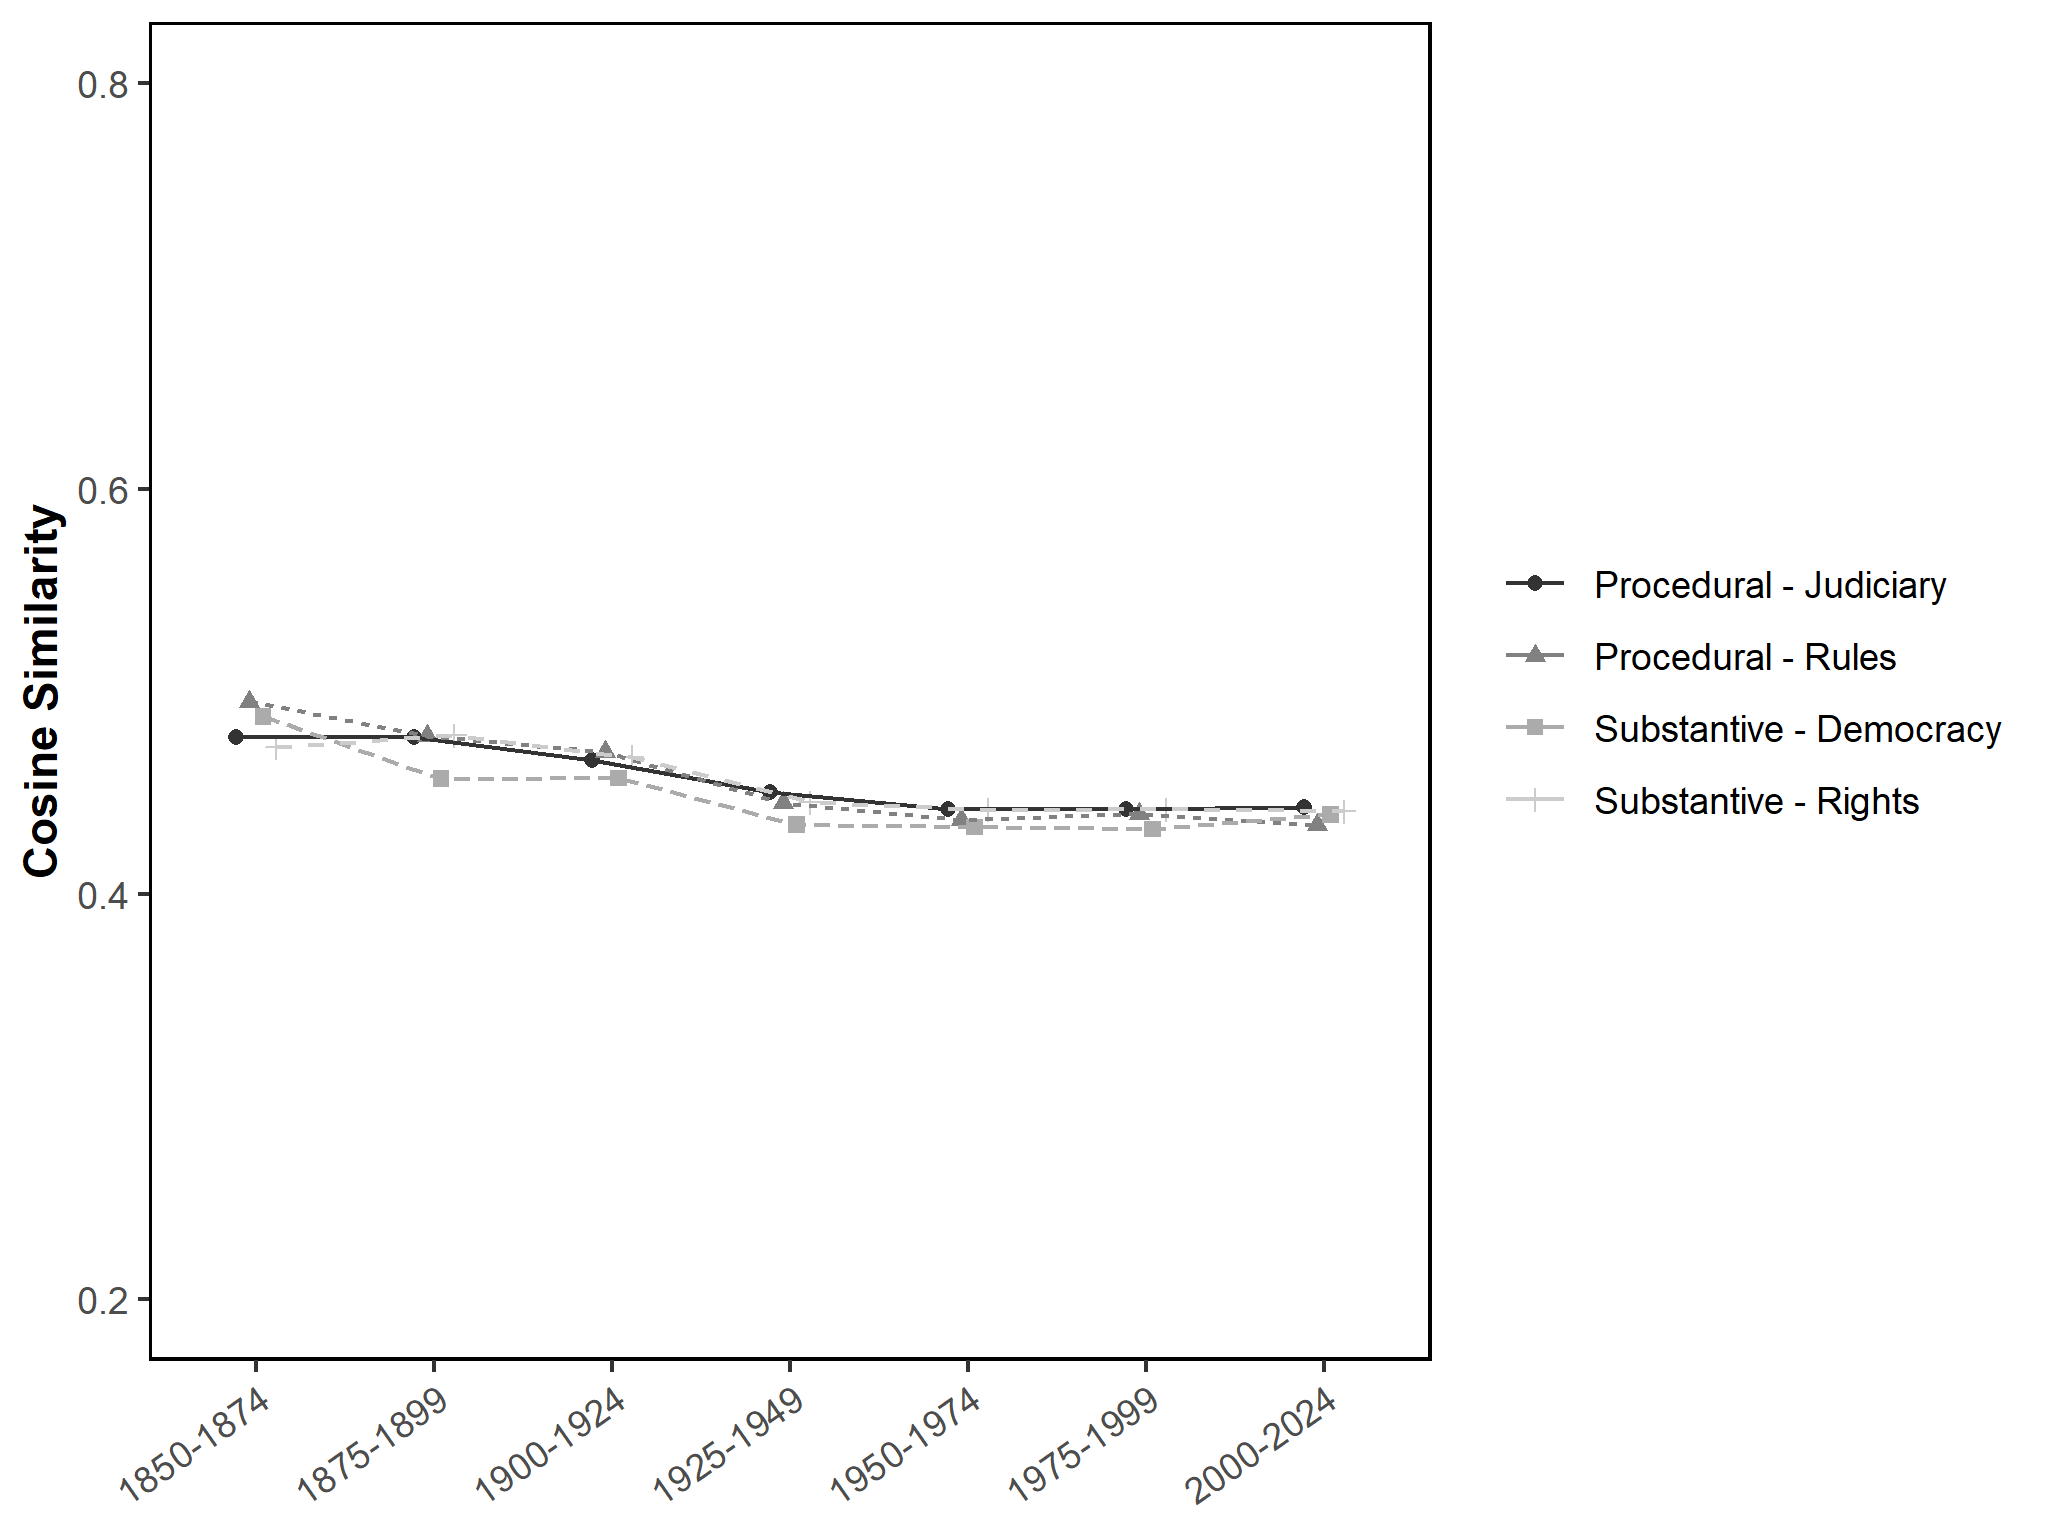 Cosine Similarity
0.8
0.6
0.4
0.2
1850-1874
1875-1899
1900-1924
1925-1949
1950-1974
1975-1999
2000-2024
Procedural - Judiciary
Procedural - Rules
Substantive - Democracy
Substantive - Rights